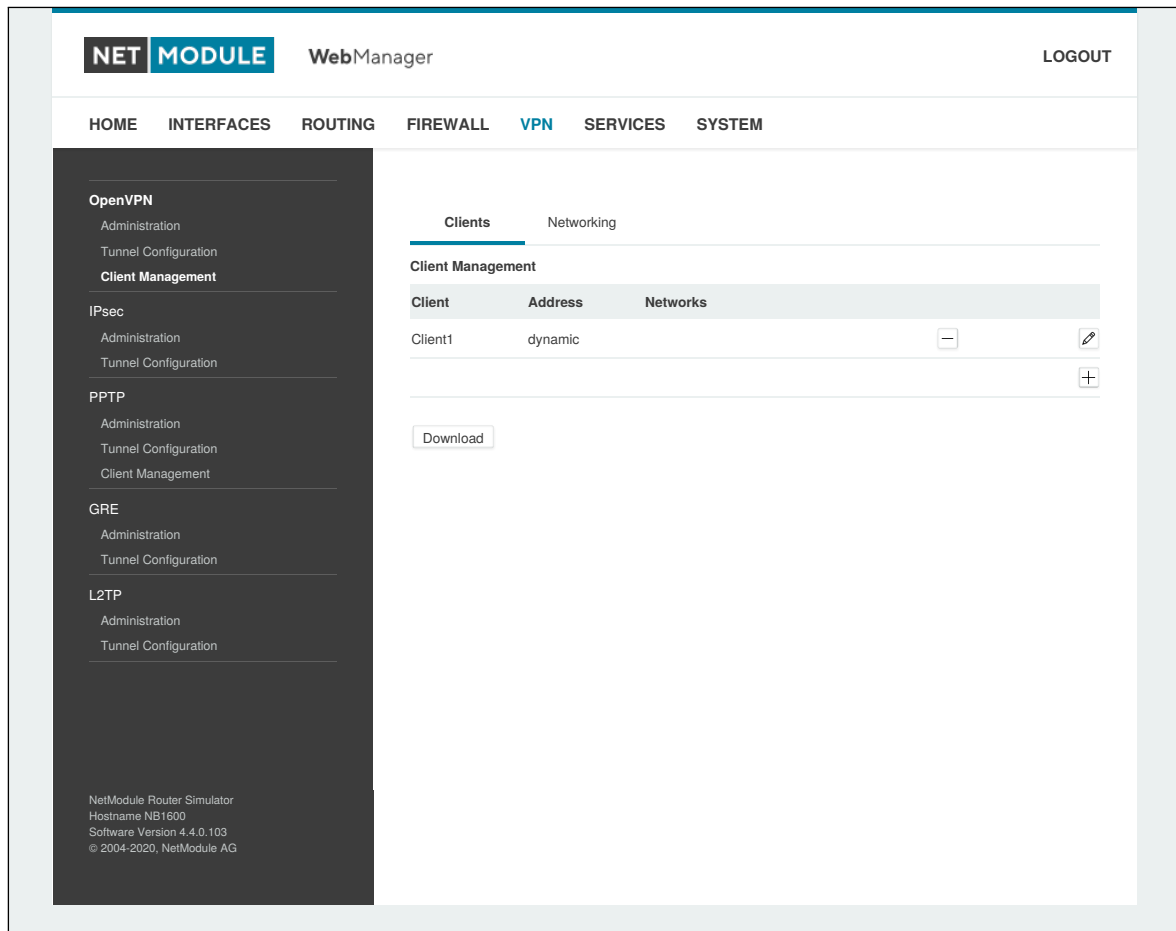 NET MODULE WebManager LOGOUT
HOME INTERFACES ROUTING FIREWALL VPN SERVICES SYSTEM
OpenVPN
Administration
Tunnel Configuration
Client Management
IPsec
Administration
Tunnel Configuration
PPTP
Administration
Tunnel Configuration
Client Management
GRE
Administration
Tunnel Configuration
L2TP
Administration
Tunnel Configuration
NetModule Router Simulator
Hostname NB1600
Software Version 4.4.0.103
© 2004-2020, NetModule AG
Clients Networking
Client Management
Client Address Networks
Client1 dynamic
Download